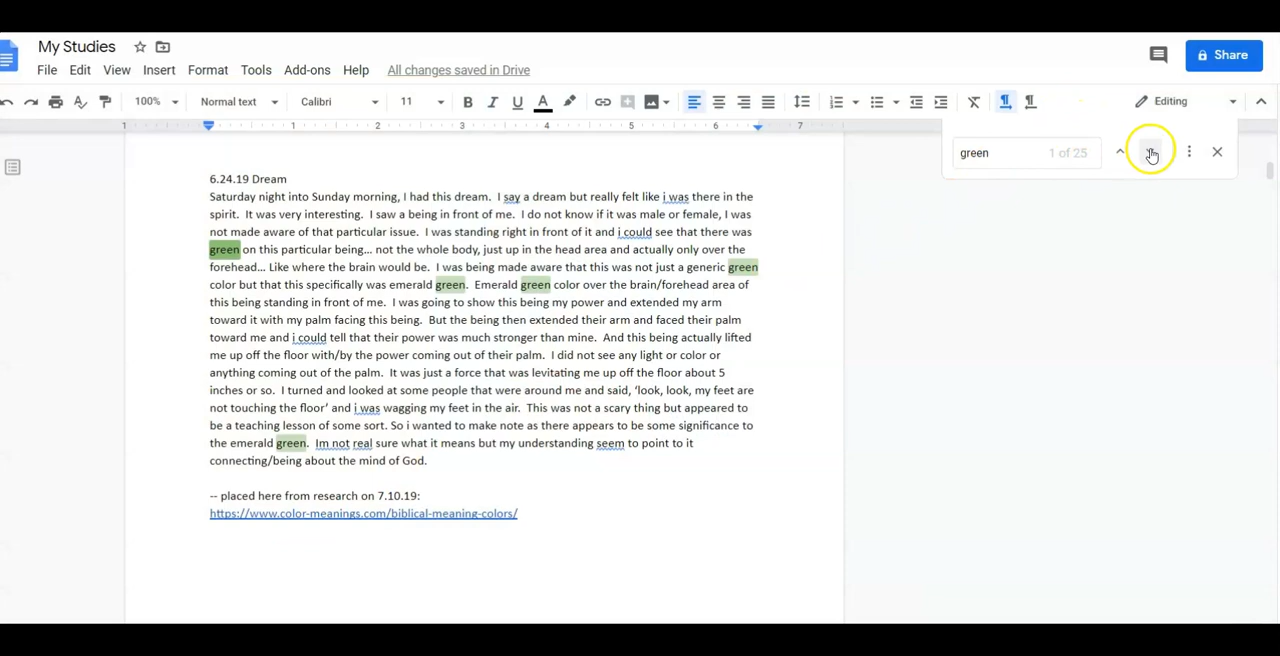 My Studies
File Edit View Insert Format Tools Add-ons Help All changes saved in Drive
Share
100% Normal text Calibri 11 B I U A Editing
1 1 2 3 4 5 6 7
green 1 of 25
6.24.19 Dream
Saturday night into Sunday morning, I had this dream. I say a dream but really felt like i was there in the
spirit. It was very interesting. I saw a being in front of me. I do not know if it was male or female, I was
not made aware of that particular issue. I was standing right in front of it and i could see that there was
green on this particular being... not the whole body, just up in the head area and actually only over the
forehead... Like where the brain would be. I was being made aware that this was not just a generic green
color but that this specifically was emerald green. Emerald green color over the brain/forehead area of
this being standing in front of me. I was going to show this being my power and extended my arm
toward it with my palm facing this being. But the being then extended their arm and faced their palm
toward me and i could tell that their power was much stronger than mine. And this being actually lifted
me up off the floor with/by the power coming out of their palm. I did not see any light or color or
anything coming out of the palm. It was just a force that was levitating me up off the floor about 5
inches or so. I turned and looked at some people that were around me and said, ‘look, look, my feet are
not touching the floor’ and i was wagging my feet in the air. This was not a scary thing but appeared to
be a teaching lesson of some sort. So i wanted to make note as there appears to be some significance to
the emerald green. Im not real sure what it means but my understanding seem to point to it
connecting/being about the mind of God.
-- placed here from research on 7.10.19:
https://www.color-meanings.com/biblical-meaning-colors/